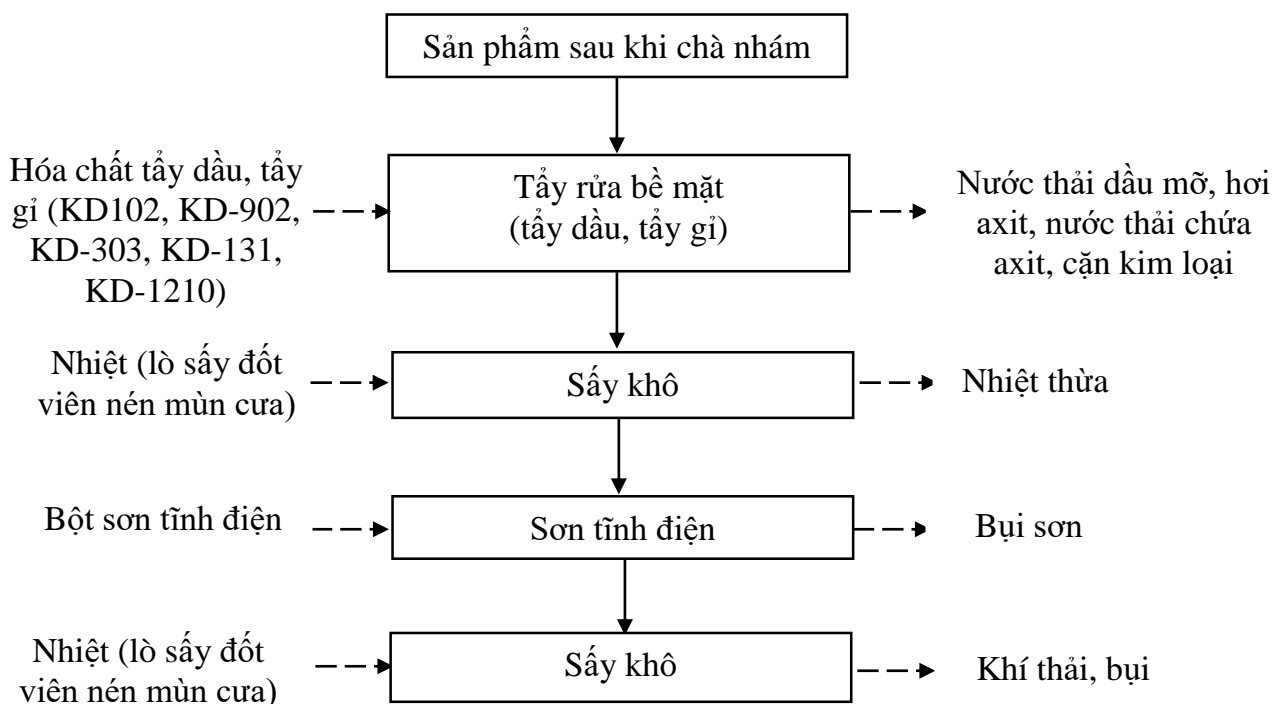 Sản phẩm sau khi chà nhám
Hóa chất tẩy dầu, tẩy
gỉ (KD102, KD-902,
KD-303, KD-131,
KD-1210)
Tẩy rửa bề mặt
(tẩy dầu, tẩy gỉ)
Nước thải dầu mỡ, hơi
axit, nước thải chứa
axit, cặn kim loại
Nhiệt (lò sấy đốt
viên nén mùn cưa)
Sấy khô
Nhiệt thừa
Bột sơn tĩnh điện
Sơn tĩnh điện
Bụi sơn
Nhiệt (lò sấy đốt
viên nén mùn cưa)
Sấy khô
Khí thải, bụi